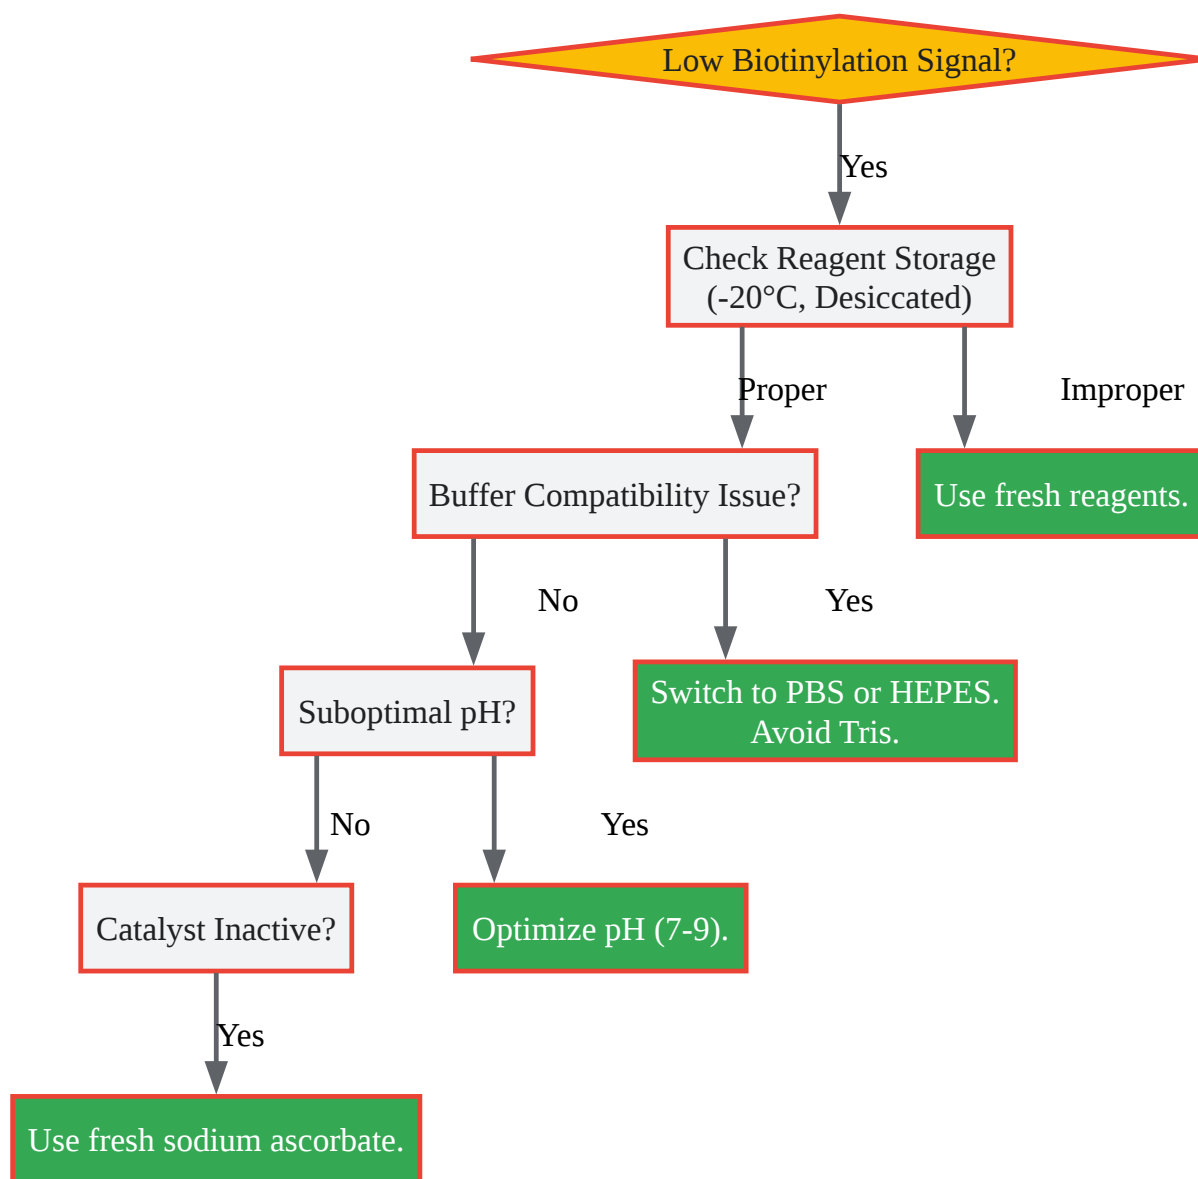 Low Biotinylation Signal?
Yes
Check Reagent Storage
(-20°C, Desiccated)
Proper
Improper
Buffer Compatibility Issue?
Use fresh reagents.
No
Yes
Switch to PBS or HEPES.
Avoid Tris.
Suboptimal pH?
No
Yes
Catalyst Inactive?
Optimize pH (7-9).
Yes
Use fresh sodium ascorbate.